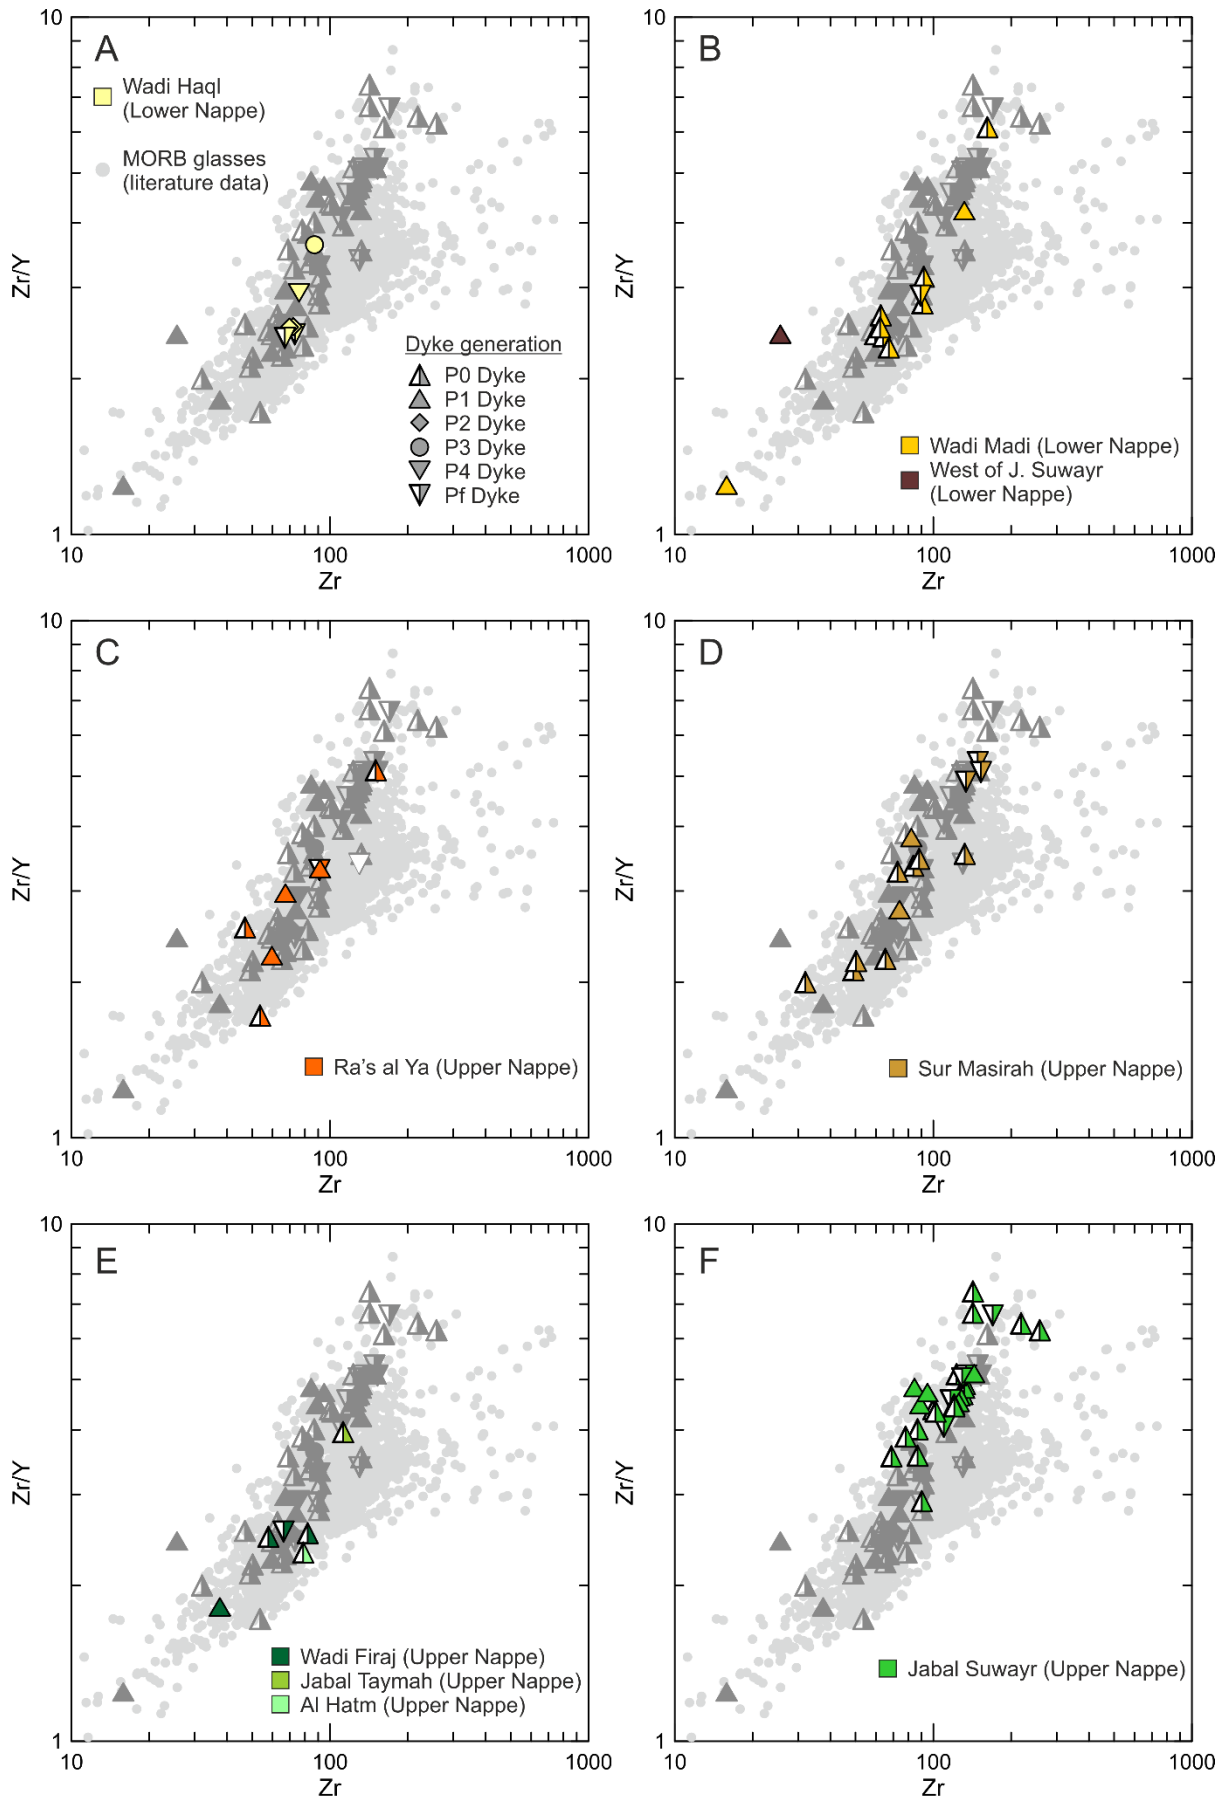 A
Wadi Haql
(Lower Nappe)
MORB glasses
(literature data)
Dyke generation
P0 Dyke
P1 Dyke
P2 Dyke
P3 Dyke
P4 Dyke
Pf Dyke
10
1
Zr/Y
10
100
1000
Zr
B
Wadi Madi (Lower Nappe)
West of J. Suwayr
(Lower Nappe)
10
1
Zr/Y
10
100
1000
Zr
C
Ra's al Ya (Upper Nappe)
10
1
Zr/Y
10
100
1000
Zr
D
Sur Masirah (Upper Nappe)
10
1
Zr/Y
10
100
1000
Zr
E
Wadi Firaj (Upper Nappe)
Jabal Taymah (Upper Nappe)
Al Hatm (Upper Nappe)
10
1
Zr/Y
10
100
1000
Zr
F
Jabal Suwayr (Upper Nappe)
10
1
Zr/Y
10
100
1000
Zr